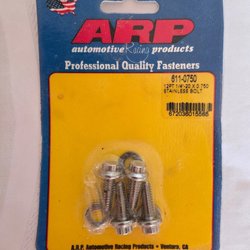 ARP
automotive Racing products
Professional Quality Fasteners
611-0750
12PT 1/4"-20 X 0.750
STAINLESS BOLT
672036015565
A.R.P. Automotive Racing Products • Ventura, CA